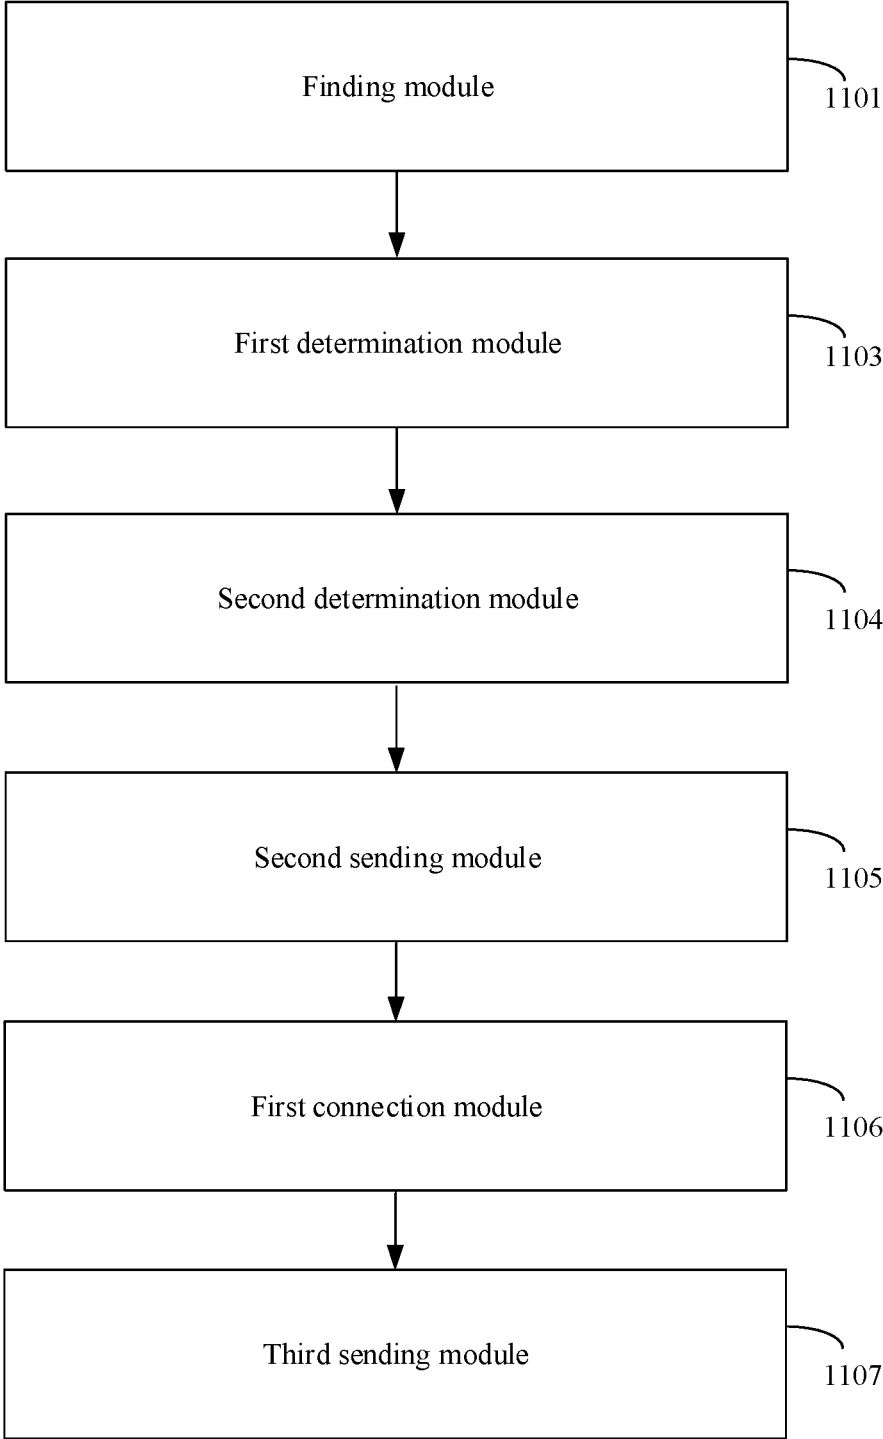 Finding module
1101
First determination module
1103
Second determination module
1104
Second sending module
1105
First connection module
1106
Third sending module
1107